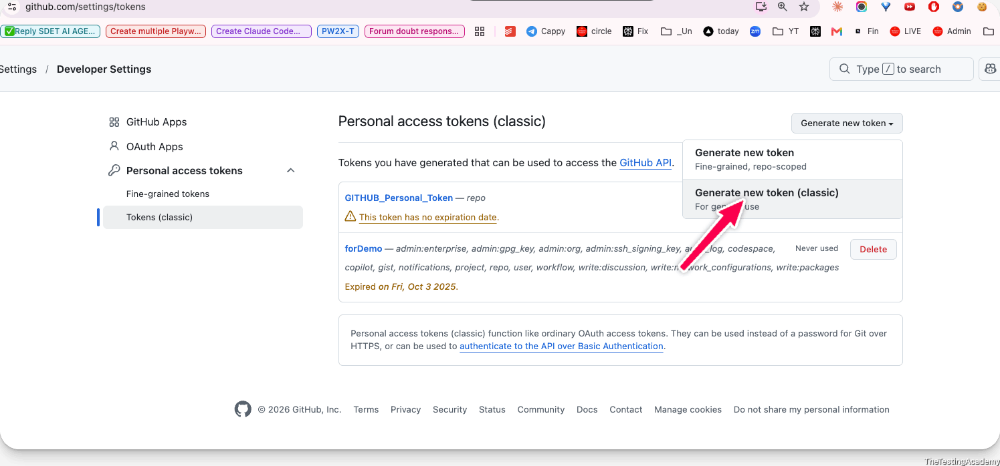 github.com/settings/tokens
Reply SDET AI AGE...
Create multiple Playw...
Create Claude Code...
PW2X-T
Forum doubt respons...
Cappy
circle
Fix
_Un
today
zm
YT
Fin
LIVE
Admin
Settings / Developer Settings
Type / to search
GitHub Apps
OAuth Apps
Personal access tokens
Fine-grained tokens
Tokens (classic)
Personal access tokens (classic)
Generate new token
Generate new token
Fine-grained, repo-scoped
Generate new token (classic)
For use
Tokens you have generated that can be used to access the GitHub API.
GITHUB_Personal_Token — repo
This token has no expiration date.
forDemo — admin:enterprise, admin:gpg_key, admin:org, admin:ssh_signing_key, codespace,
Never used
Delete
copilot, gist, notifications, project, repo, user, workflow, write:discussion, write:network_configurations, write:packages
Expired on Fri, Oct 3 2025.
Personal access tokens (classic) function like ordinary OAuth access tokens. They can be used instead of a password for Git over
HTTPS, or can be used to authenticate to the API over Basic Authentication.
© 2026 GitHub, Inc.
Terms
Privacy
Security
Status
Community
Docs
Contact
Manage cookies
Do not share my personal information
TheTestingAcademy